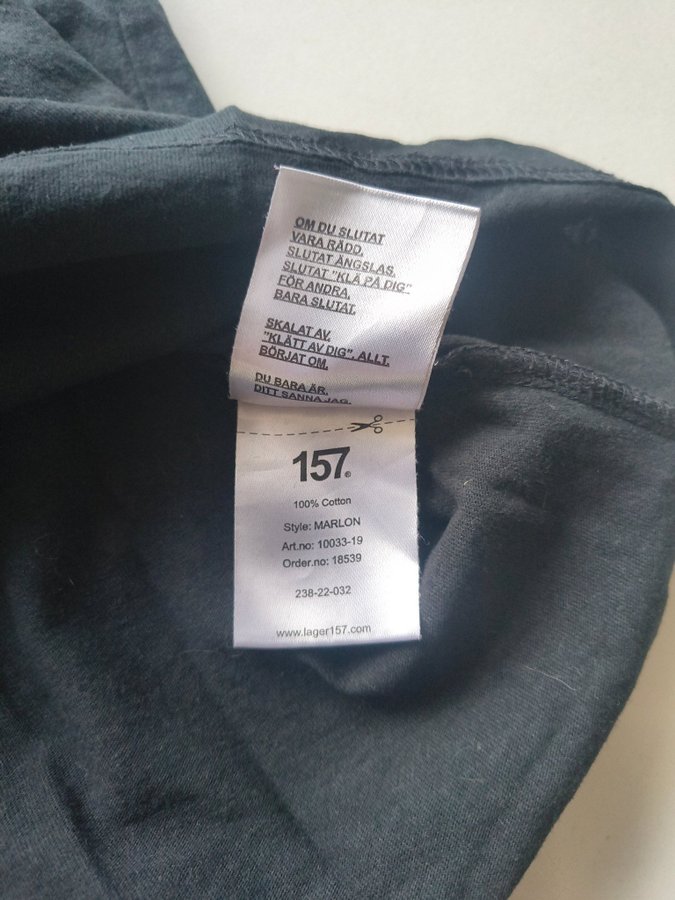 OM DU SLUTAT
VARA RÄDD,
SLUTAT ÄNGSLAS,
SLUTAT "KLÄ PÅ DIG"
FÖR ANDRA,
BARA SLUTAT.
SKALAT AV,
"KLÄTT AV DIG", ALLT.
BÖRJAT OM.
DU BARA ÄR.
DITT SANNA JAG.
157®
100% Cotton
Style: MARLON
Art.no: 10033-19
Order.no: 18539
238-22-032
www.lager157.com